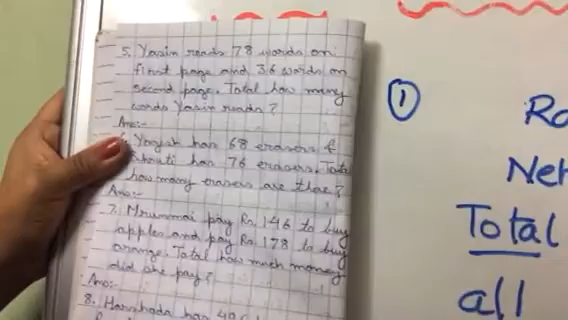 5. Yasin reads 78 words on
first page and 36 words on
second page. Total how many
words Yasin reads?
Ans:-
6. has 68 erasers &
has 76 erasers. Total
how many erasers are there?
Ans:-
7. Mrunmai pay Rs. 146 to buy
apples and pay Rs. 178 to buy
orange. Total how much money
did she pay?
Ans:-
8. Harshada has
1
Total
all